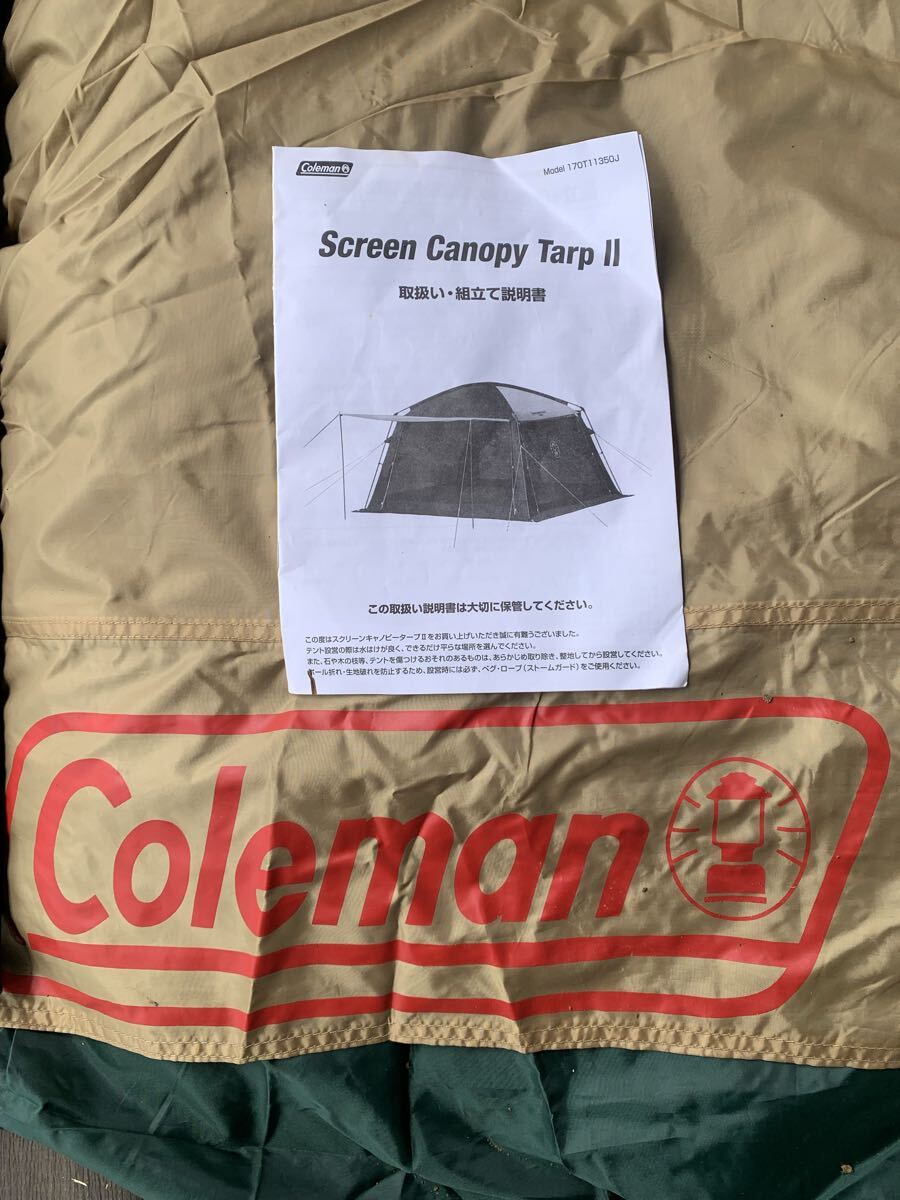 Coleman
Model 170T11350J
Screen Canopy Tarp II
取扱い・組立て説明書
この取扱い説明書は大切に保管してください。
この度はスクリーンキャノピータープIIをお買い上げいただき誠に有難うございました。
テント設営の際は水はけが良く、できるだけ平らな場所を選んでください。
また、石や木の枝等、テントを傷つけるおそれのあるものは、あらかじめ取り除き、整地してから設営してください。
ポール折れ・生地破れを防止するため、設営時には必ず、ペグ・ロープ(ストームガード)をご使用ください。
Coleman